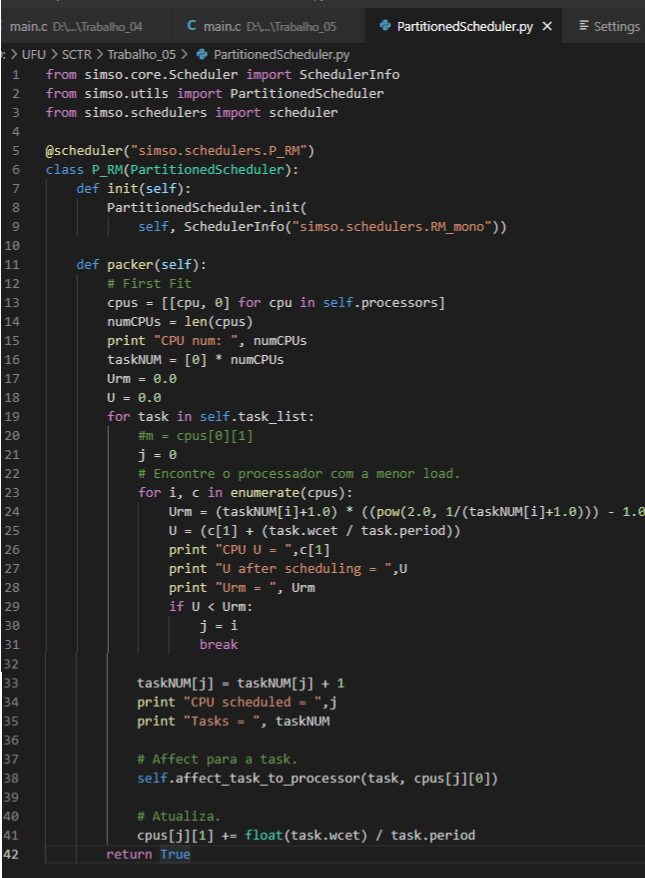 main.c D:\...\Trabalho_04 C main.c D:\...\Trabalho_05 PartitionedScheduler.py × Settings
: > UFU > SCTR > Trabalho_05 > PartitionedScheduler.py
1 from simso.core.Scheduler import SchedulerInfo
2 from simso.utils import PartitionedScheduler
3 from simso.schedulers import scheduler
4
5 @scheduler("simso.schedulers.P_RM")
6 class P_RM(PartitionedScheduler):
7     def init(self):
8         PartitionedScheduler.init(
9             self, SchedulerInfo("simso.schedulers.RM_mono"))
10
11     def packer(self):
12         # First Fit
13         cpus = [[cpu, 0] for cpu in self.processors]
14         numCPUs = len(cpus)
15         print "CPU num: ", numCPUs
16         taskNUM = [0] * numCPUs
17         Urm = 0.0
18         U = 0.0
19         for task in self.task_list:
20             #m = cpus[0][1]
21             j = 0
22             # Encontre o processador com a menor load.
23             for i, c in enumerate(cpus):
24                 Urm = (taskNUM[i]+1.0) * ((pow(2.0, 1/(taskNUM[i]+1.0))) - 1.0
25                 U = (c[1] + (task.wcet / task.period))
26                 print "CPU U = ",c[1]
27                 print "U after scheduling = ",U
28                 print "Urm = ", Urm
29                 if U < Urm:
30                     j = i
31                     break
32
33             taskNUM[j] = taskNUM[j] + 1
34             print "CPU scheduled = ",j
35             print "Tasks = ", taskNUM
36
37             # Affect para a task.
38             self.affect_task_to_processor(task, cpus[j][0])
39
40             # Atualiza.
41             cpus[j][1] += float(task.wcet) / task.period
42         return True